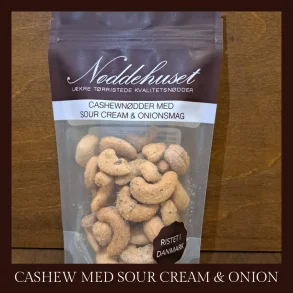 Nøddehuset
LÆKRE TØRRISTEDE KVALITETSNØDDER
CASHEWNØDDER MED
SOUR CREAM & ONIONSMAG
RISTET I
DANMARK
CASHEW MED SOUR CREAM & ONION